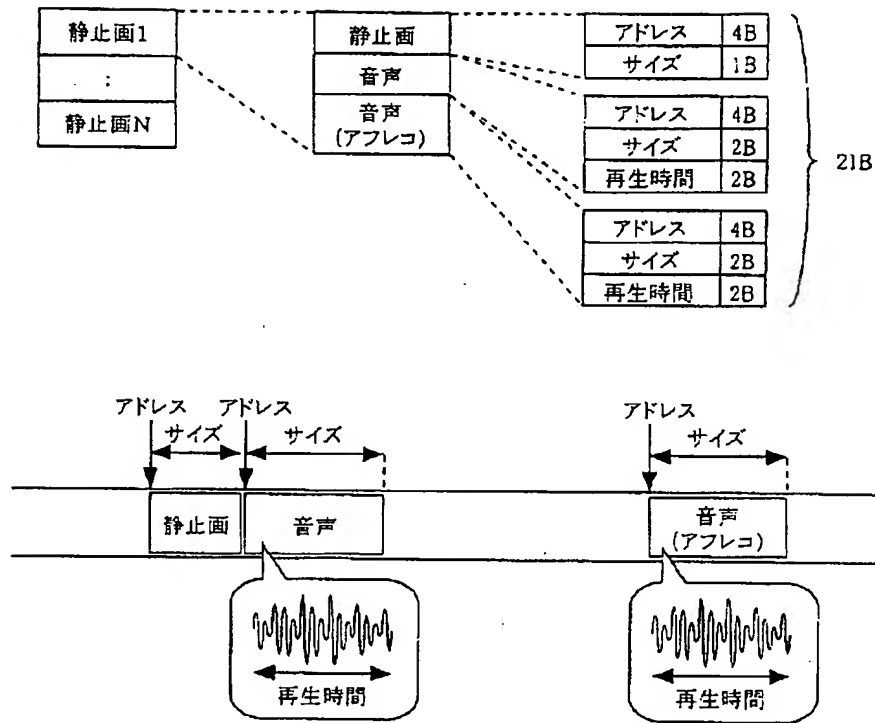 静止画1
:
静止画N
静止画
音声
音声
(アフレコ)
アドレス 4B
サイズ 1B
アドレス 4B
サイズ 2B
再生時間 2B
アドレス 4B
サイズ 2B
再生時間 2B
21B
アドレス アドレス アドレス
サイズ サイズ サイズ
静止画 音声 音声
(アフレコ)
再生時間 再生時間